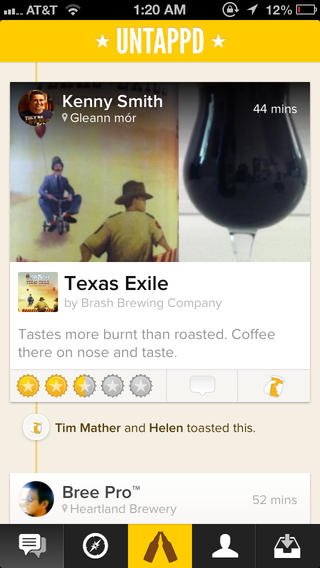 AT&T 1:20 AM 12%
★ UNTAPPD ★
Kenny Smith
Gleann mór
44 mins
Texas Exile
by Brash Brewing Company
Tastes more burnt than roasted. Coffee
there on nose and taste.
Tim Mather and Helen toasted this.
Bree Pro™
Heartland Brewery
52 mins